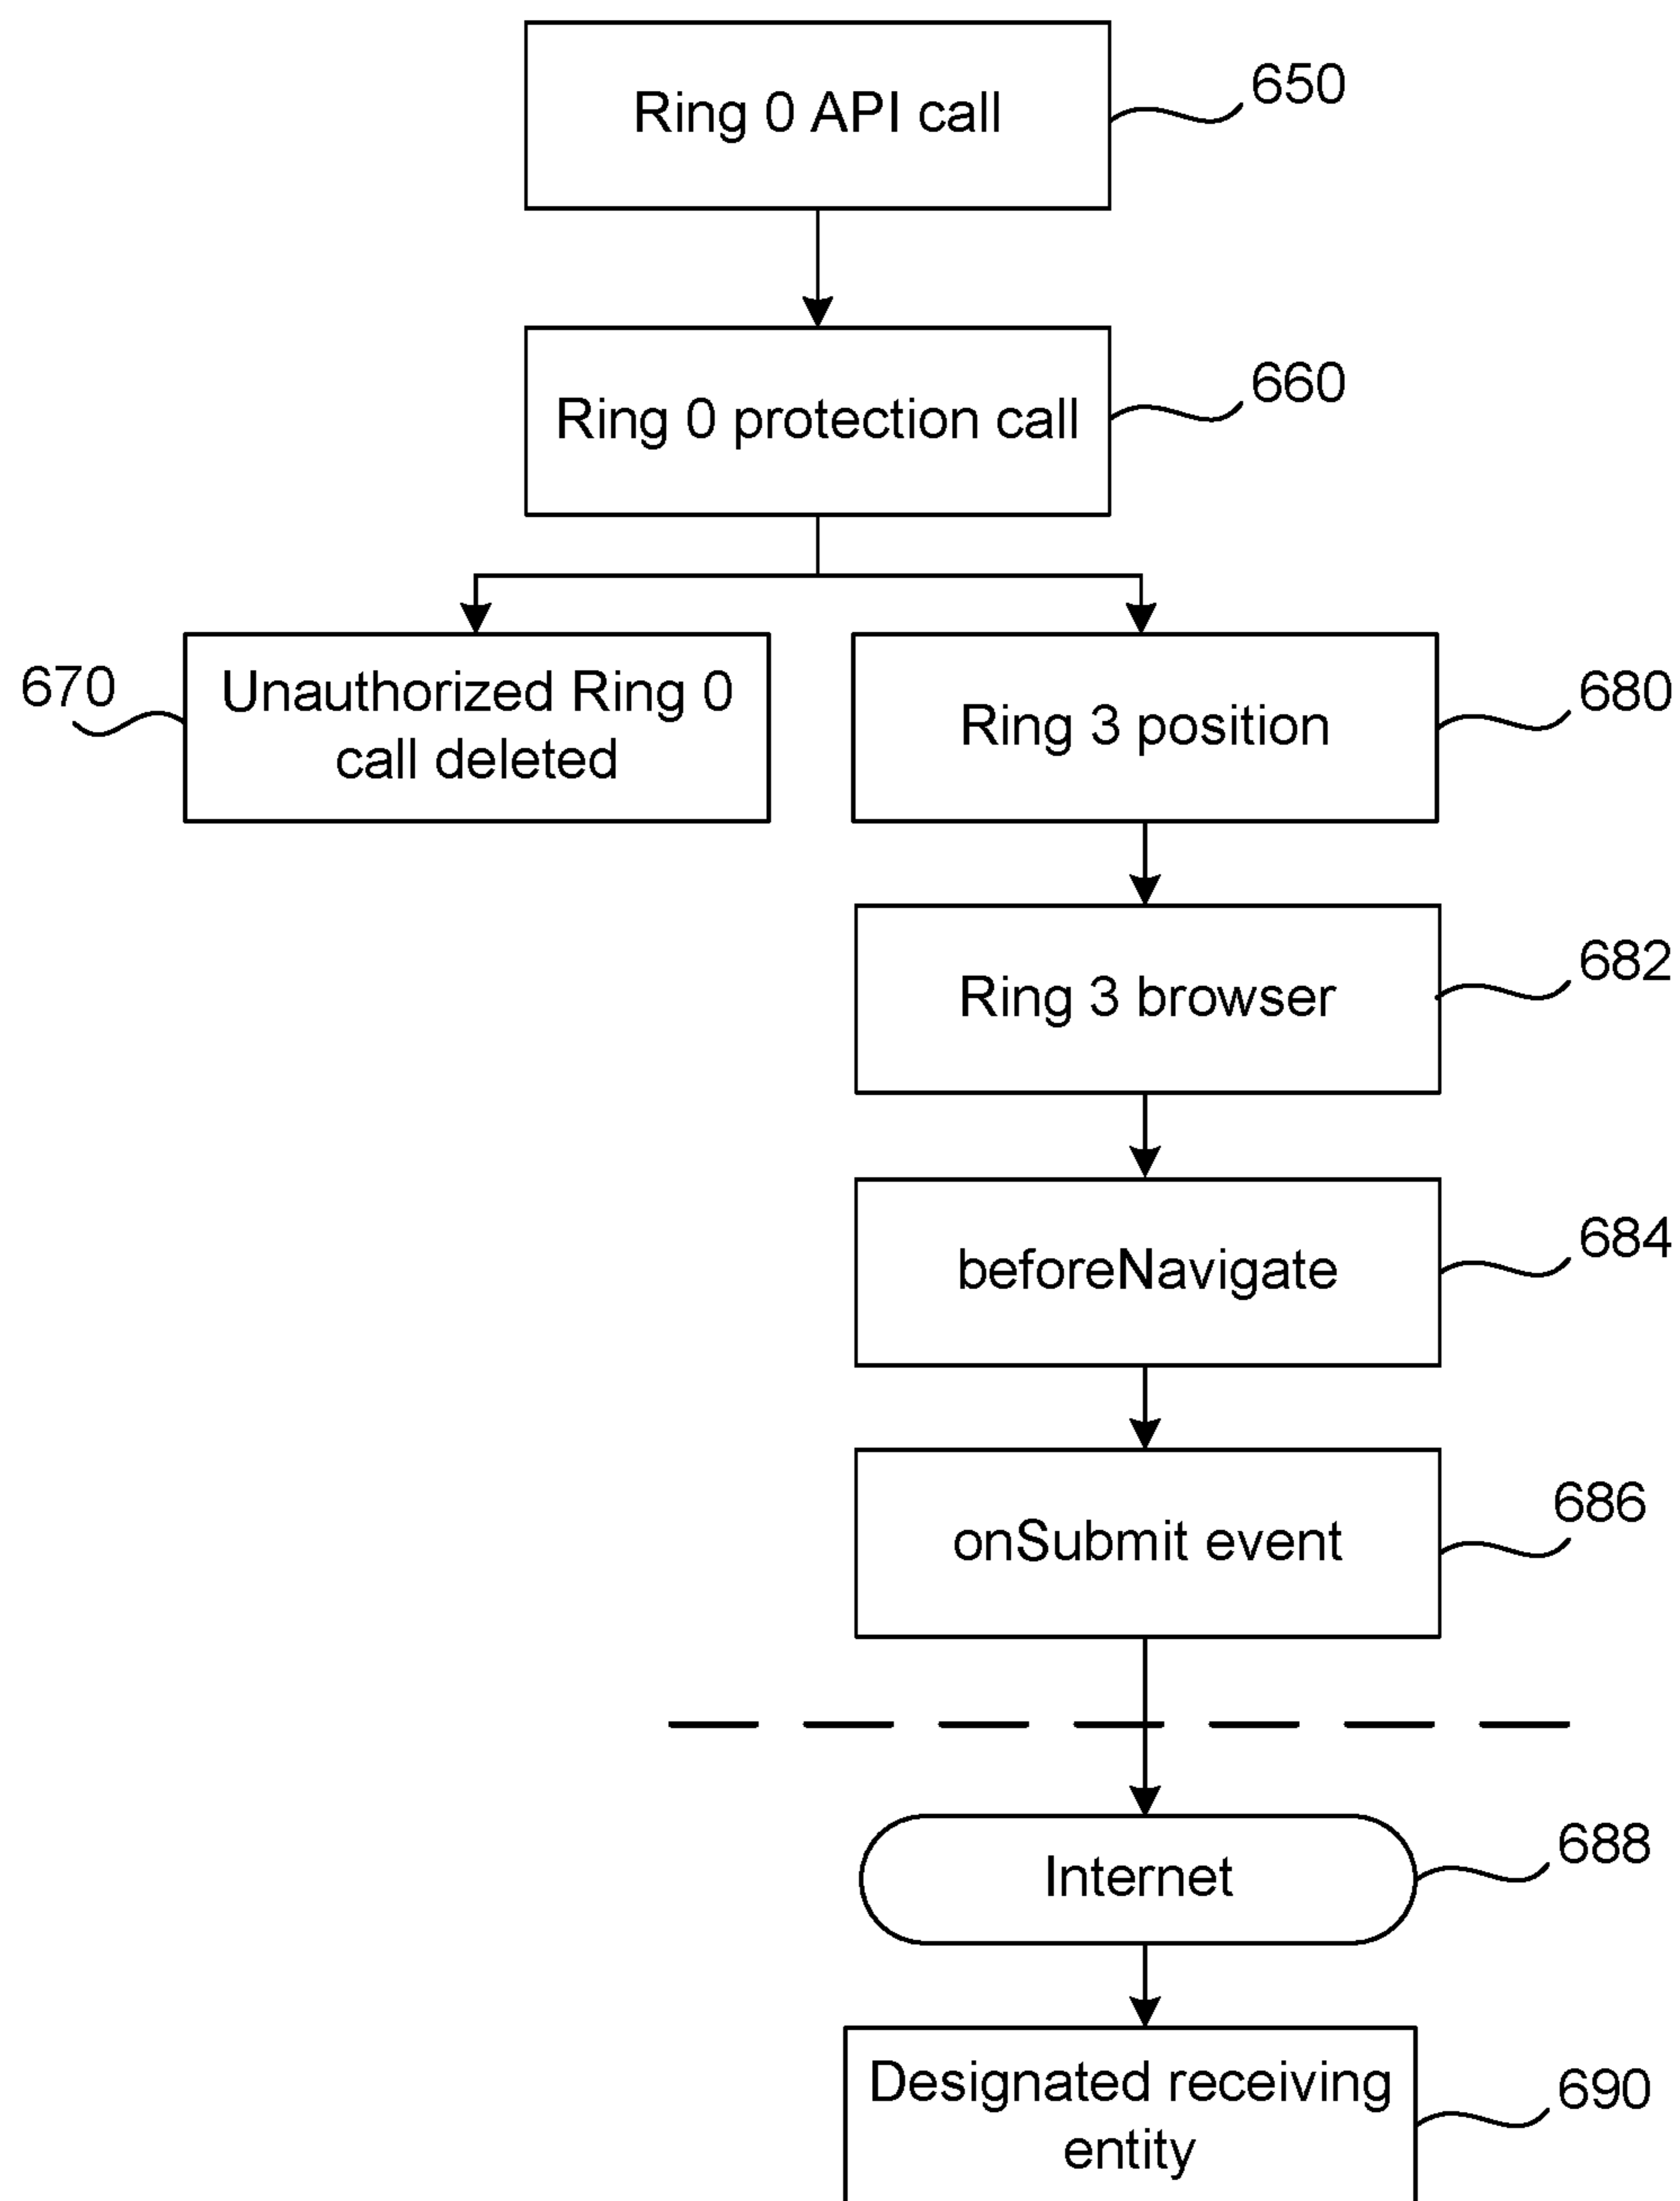 Ring 0 API call
650
Ring 0 protection call
660
670
Unauthorized Ring 0
call deleted
Ring 3 position
680
Ring 3 browser
682
beforeNavigate
684
onSubmit event
686
Internet
688
Designated receiving
entity
690